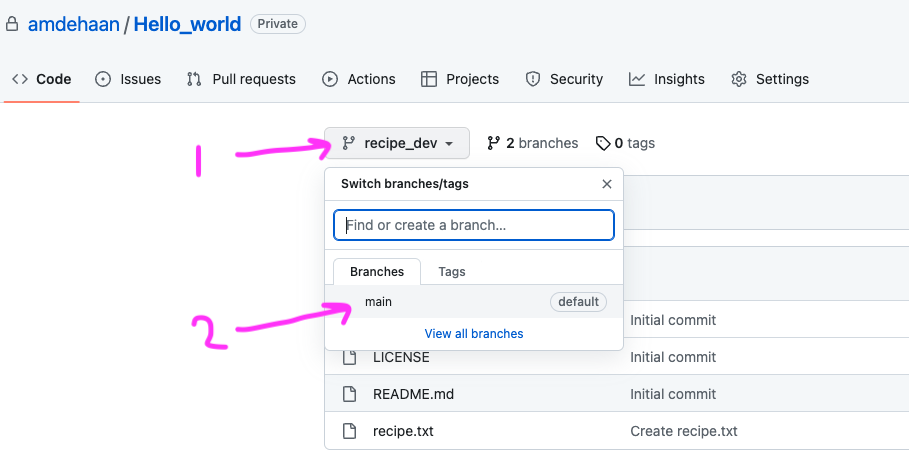 amdehaan / Hello_world Private
Code Issues Pull requests Actions Projects Security Insights Settings
1 recipe_dev 2 branches 0 tags
Switch branches/tags
Find or create a branch...
Branches Tags
main default
2 Initial commit
View all branches
LICENSE Initial commit
README.md Initial commit
recipe.txt Create recipe.txt